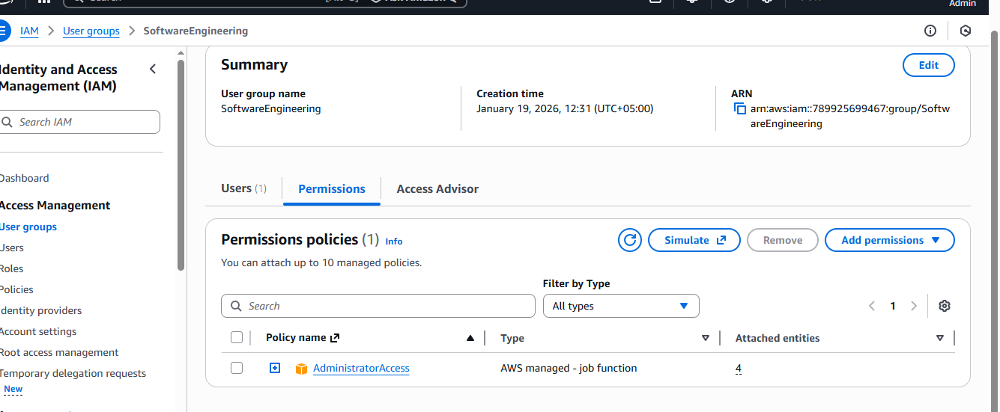 Admin
IAM > User groups > SoftwareEngineering
Identity and Access
Management (IAM)
Search IAM
Dashboard
Access Management
User groups
Users
Roles
Policies
Identity providers
Account settings
Root access management
Temporary delegation requests
New
Summary
Edit
User group name
SoftwareEngineering
Creation time
January 19, 2026, 12:31 (UTC+05:00)
ARN
arn:aws:iam::789925699467:group/Softw
areEngineering
Users (1)
Permissions
Access Advisor
Permissions policies (1) Info
Simulate
Remove
Add permissions
You can attach up to 10 managed policies.
Filter by Type
Search
All types
1
Policy name
Type
Attached entities
AdministratorAccess
AWS managed - job function
4